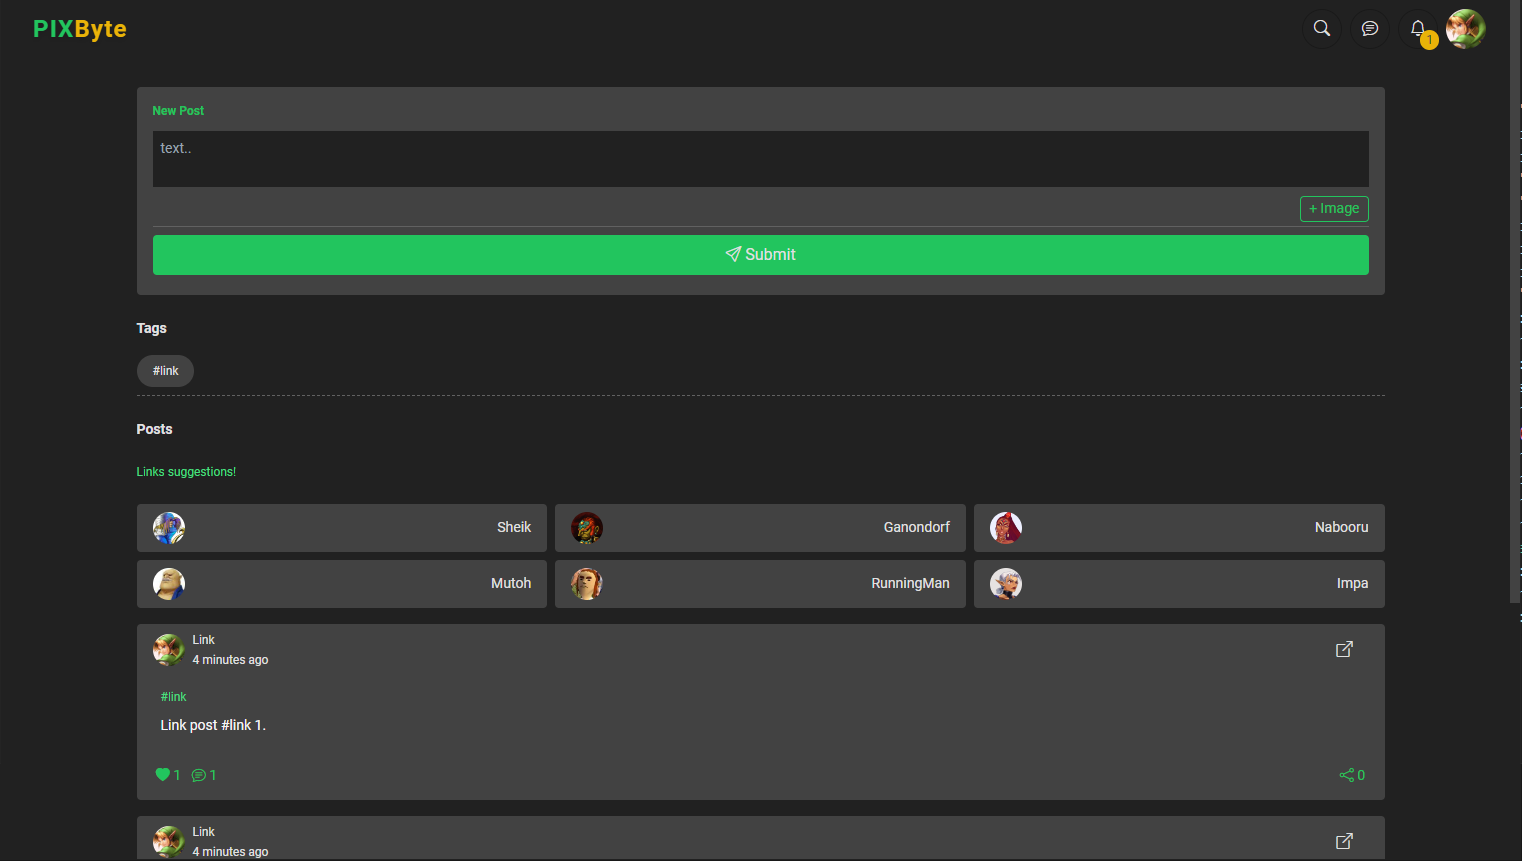 PIXByte
1
New Post
text..
+ Image
Submit
Tags
#link
Posts
Links suggestions!
Sheik
Ganondorf
Nabooru
Mutoh
RunningMan
Impa
Link
4 minutes ago
#link
Link post #link 1.
1 1 0
Link
4 minutes ago